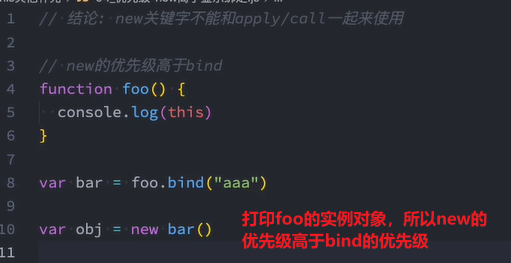 1 // 结论: new关键字不能和apply/call一起来使用
2
3 // new的优先级高于bind
4 function foo() {
5 console.log(this)
6 }
7
8 var bar = foo.bind("aaa")
9
10 var obj = new bar()
11
打印foo的实例对象，所以new的
优先级高于bind的优先级